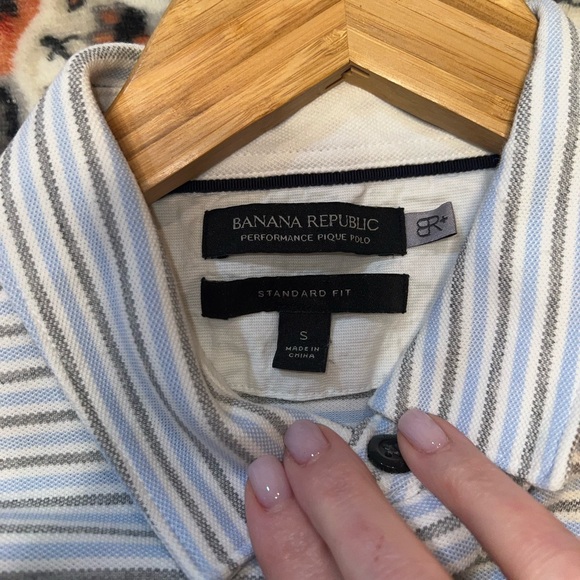 BANANA REPUBLIC
PERFORMANCE PIQUE POLO
BR+
STANDARD FIT
S
MADE IN
CHINA